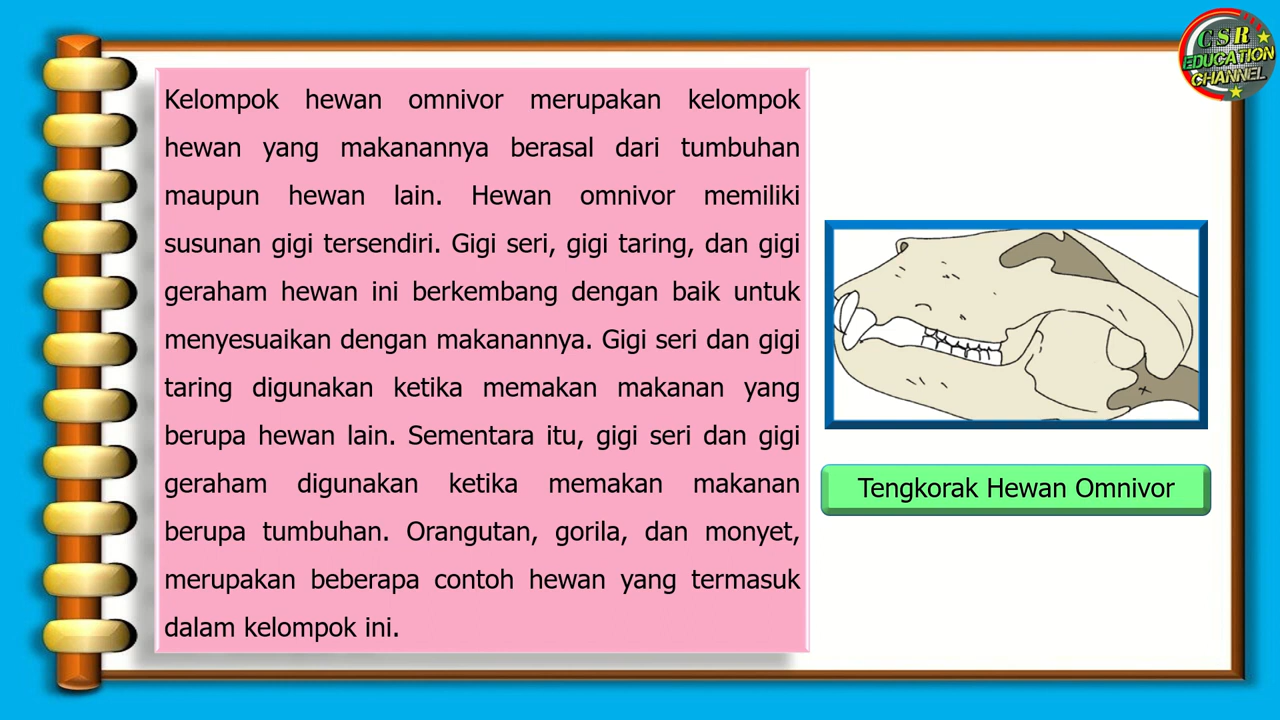 Kelompok hewan omnivor merupakan kelompok
hewan yang makanannya berasal dari tumbuhan
maupun hewan lain. Hewan omnivor memiliki
susunan gigi tersendiri. Gigi seri, gigi taring, dan gigi
geraham hewan ini berkembang dengan baik untuk
menyesuaikan dengan makanannya. Gigi seri dan gigi
taring digunakan ketika memakan makanan yang
berupa hewan lain. Sementara itu, gigi seri dan gigi
geraham digunakan ketika memakan makanan
berupa tumbuhan. Orangutan, gorila, dan monyet,
merupakan beberapa contoh hewan yang termasuk
dalam kelompok ini.
Tengkorak Hewan Omnivor
CSR
EDUCATION
CHANNEL